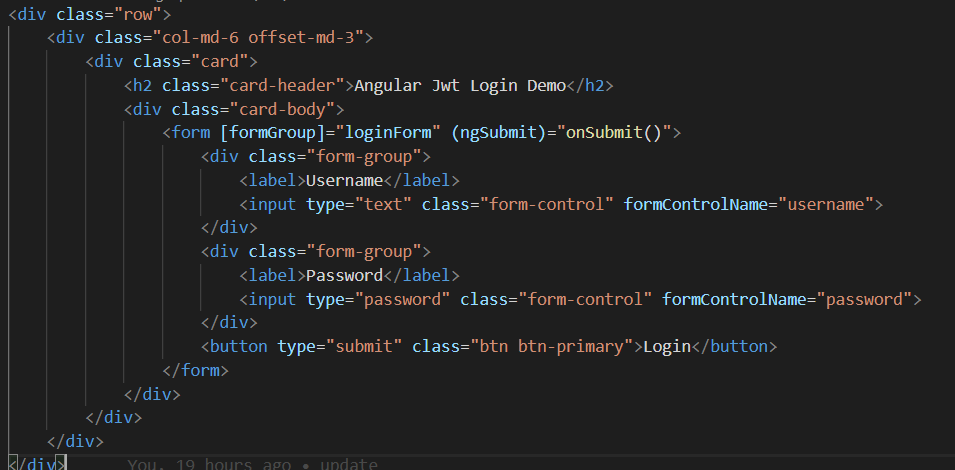 <div class="row">
<div class="col-md-6 offset-md-3">
<div class="card">
<h2 class="card-header">Angular Jwt Login Demo</h2>
<div class="card-body">
<form [formGroup]="loginForm" (ngSubmit)="onSubmit()">
<div class="form-group">
<label>Username</label>
<input type="text" class="form-control" formControlName="username">
</div>
<div class="form-group">
<label>Password</label>
<input type="password" class="form-control" formControlName="password">
</div>
<button type="submit" class="btn btn-primary">Login</button>
</form>
</div>
</div>
</div>
</div> You, 19 hours ago • update